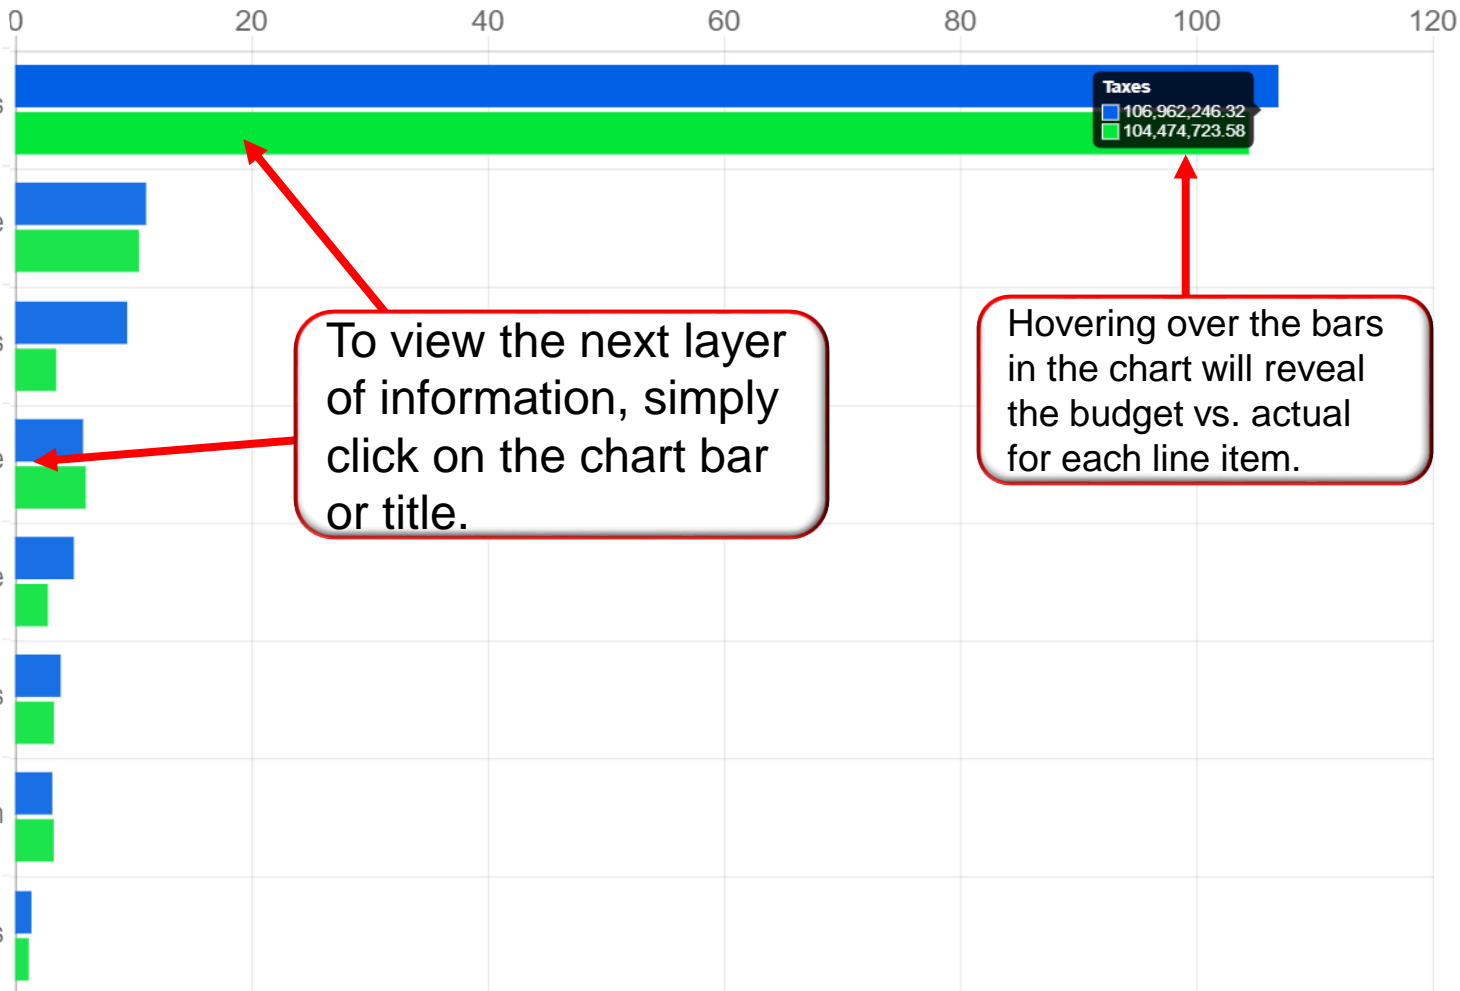 0 20 40 60 80 100 120
Taxes
106,962,246.32
104,474,723.58
To view the next layer
of information, simply
click on the chart bar
or title.
Hovering over the bars
in the chart will reveal
the budget vs. actual
for each line item.